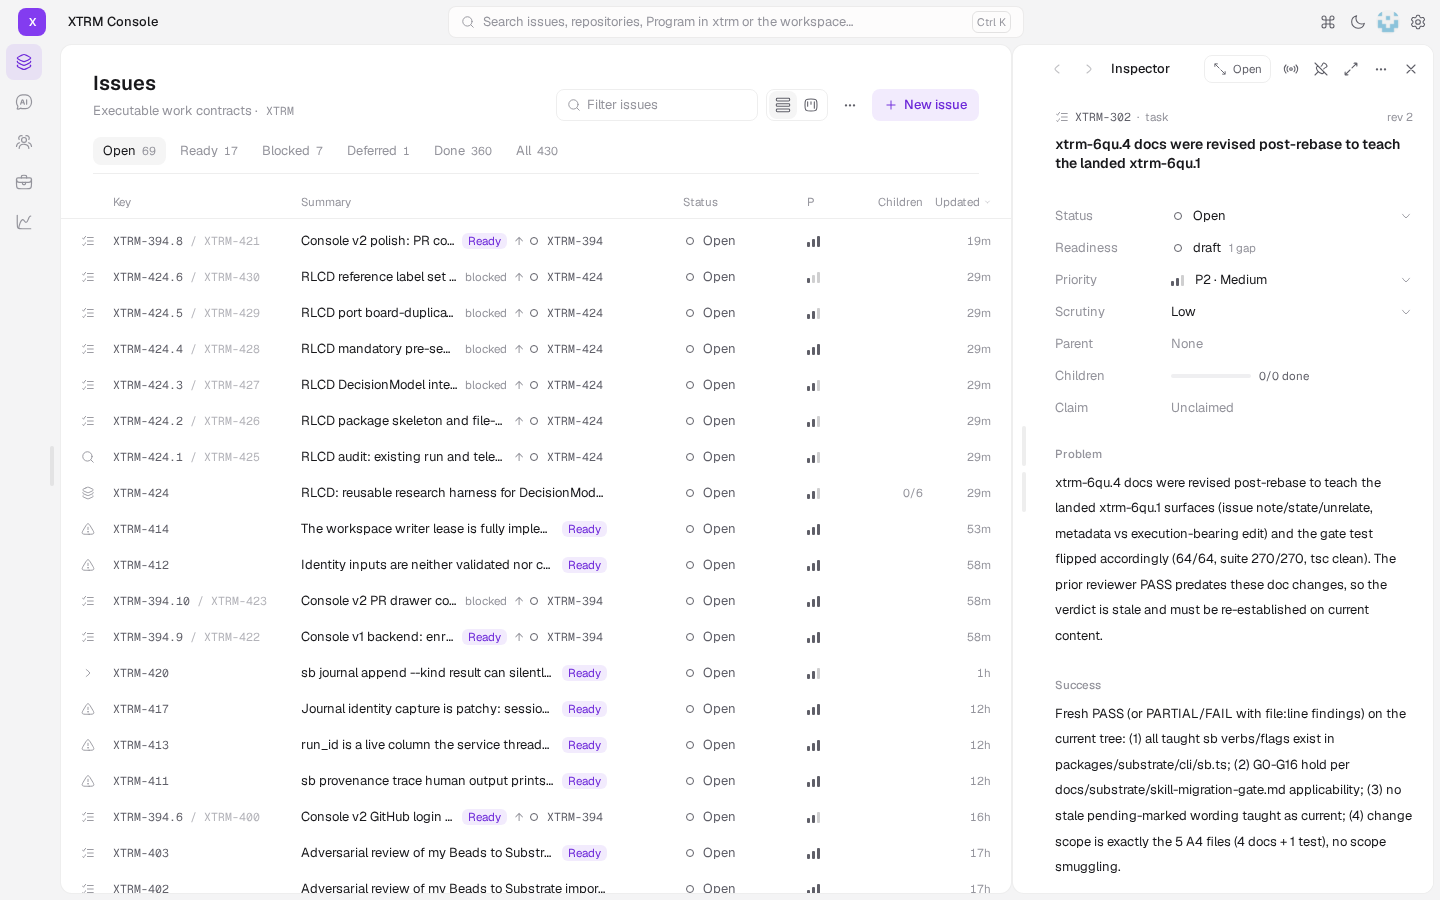 X
XTRM Console
Search issues, repositories, Program in xtrm or the workspace...
Ctrl K
AI
Issues
Executable work contracts · XTRM
Filter issues
New issue
Open 69
Ready 17
Blocked 7
Deferred 1
Done 360
All 430
Key Summary Status P Children Updated
XTRM-394.8 / XTRM-421 Console v2 polish: PR co... Ready ↑ XTRM-394 Open 19m
XTRM-424.6 / XTRM-430 RLCD reference label set ... blocked ↑ XTRM-424 Open 29m
XTRM-424.5 / XTRM-429 RLCD port board-duplica... blocked ↑ XTRM-424 Open 29m
XTRM-424.4 / XTRM-428 RLCD mandatory pre-se... blocked ↑ XTRM-424 Open 29m
XTRM-424.3 / XTRM-427 RLCD DecisionModel inte... blocked ↑ XTRM-424 Open 29m
XTRM-424.2 / XTRM-426 RLCD package skeleton and file-... ↑ XTRM-424 Open 29m
XTRM-424.1 / XTRM-425 RLCD audit: existing run and tele... ↑ XTRM-424 Open 29m
XTRM-424 RLCD: reusable research harness for DecisionMod... Open 0/6 29m
XTRM-414 The workspace writer lease is fully imple... Ready Open 53m
XTRM-412 Identity inputs are neither validated nor c... Ready Open 58m
XTRM-394.10 / XTRM-423 Console v2 PR drawer co... blocked ↑ XTRM-394 Open 58m
XTRM-394.9 / XTRM-422 Console v1 backend: enr... Ready ↑ XTRM-394 Open 58m
XTRM-420 sb journal append --kind result can silentl... Ready Open 1h
XTRM-417 Journal identity capture is patchy: sessio... Ready Open 12h
XTRM-413 run_id is a live column the service thread... Ready Open 12h
XTRM-411 sb provenance trace human output prints... Ready Open 12h
XTRM-394.6 / XTRM-400 Console v2 GitHub login ... Ready ↑ XTRM-394 Open 16h
XTRM-403 Adversarial review of my Beads to Substr... Ready Open 17h
XTRM-402 Adversarial review of my Beads to Substrate impor... Open 17h
Inspector
Open
XTRM-302 · task rev 2
xtrm-6qu.4 docs were revised post-rebase to teach
the landed xtrm-6qu.1
Status Open
Readiness draft 1 gap
Priority P2 · Medium
Scrutiny Low
Parent None
Children 0/0 done
Claim Unclaimed
Problem
xtrm-6qu.4 docs were revised post-rebase to teach the
landed xtrm-6qu.1 surfaces (issue note/state/unrelate,
metadata vs execution-bearing edit) and the gate test
flipped accordingly (64/64, suite 270/270, tsc clean). The
prior reviewer PASS predates these doc changes, so the
verdict is stale and must be re-established on current
content.
Success
Fresh PASS (or PARTIAL/FAIL with file:line findings) on the
current tree: (1) all taught sb verbs/flags exist in
packages/substrate/cli/sb.ts; (2) G0-G16 hold per
docs/substrate/skill-migration-gate.md applicability; (3) no
stale pending-marked wording taught as current; (4) change
scope is exactly the 5 A4 files (4 docs + 1 test), no scope
smuggling.